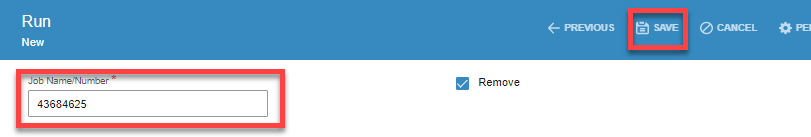 Run
New
PREVIOUS
SAVE
CANCEL
Job Name/Number *
43684625
Remove